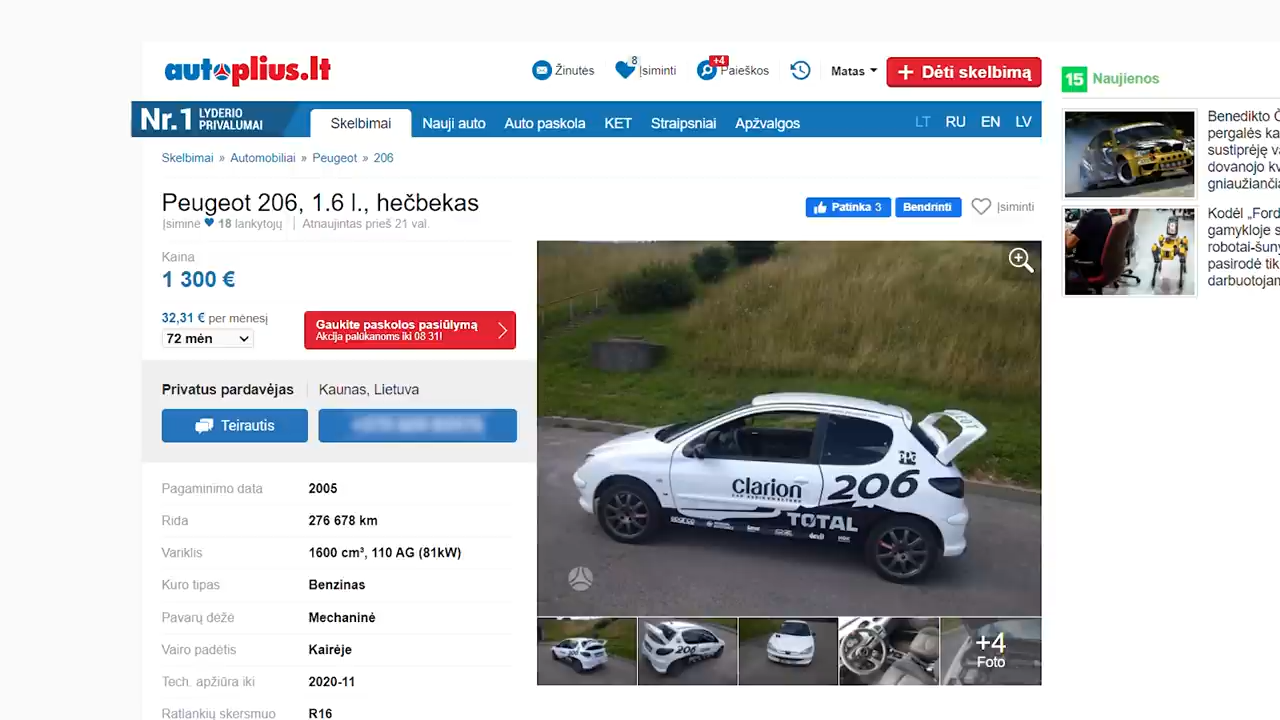 autoplius.lt
Žinutės
8
Įsiminti
+4
Paieškos
Matas
+ Dėti skelbimą
Nr.1 LYDERIO
PRIVALUMAI
Skelbimai
Nauji auto
Auto paskola
KET
Straipsniai
Apžvalgos
LT RU EN LV
15 Naujienos
Skelbimai » Automobiliai » Peugeot » 206
Peugeot 206, 1.6 l., hečbekas
Įsiminė 18 lankytojų | Atnaujintas prieš 21 val.
Patinka 3
Bendrinti
Įsiminti
Kaina
1 300 €
32,31 € per mėnesį
72 mėn
Gaukite paskolos pasiūlymą
Akcija palūkanoms iki 08 31!
Privatus pardavėjas
Kaunas, Lietuva
Teirautis
Pagaminimo data 2005
Rida 276 678 km
Variklis 1600 cm³, 110 AG (81kW)
Kuro tipas Benzinas
Pavarų dėžė Mechaninė
Vairo padėtis Kairėje
Tech. apžiūra iki 2020-11
Ratlankių skersmuo R16
clarion
206
TOTAL
+4
Foto
Benedikto Č
pergalės ka
sustiprėję va
dovanojo kv
gniaužiančia
Kodėl „Ford
gamykloje s
robotai-šuny
pasirodė tik
darbuotojam